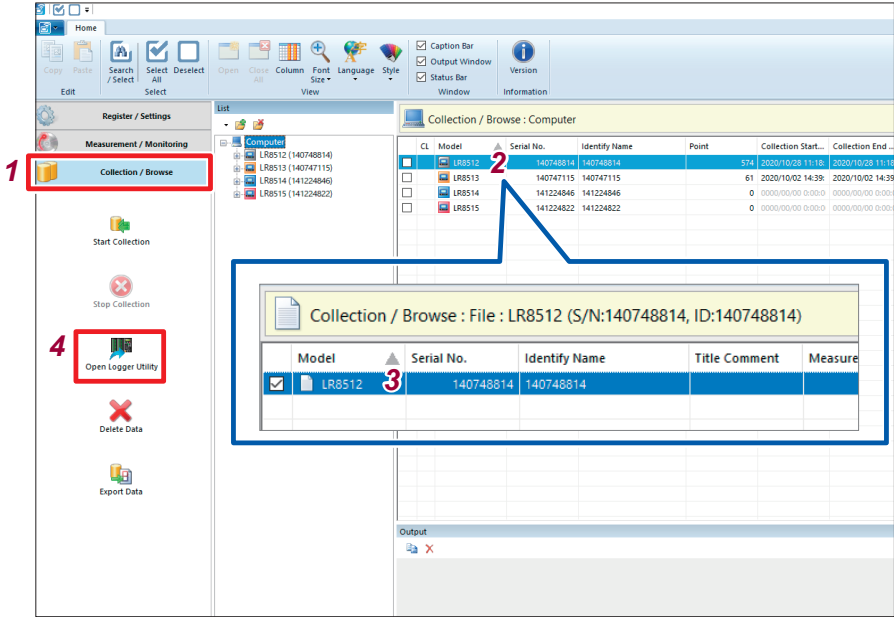 Home
Copy Paste Search / Select Select All Deselect Open Close All Column Font Size Language Style
Caption Bar
Output Window
Status Bar
Version
Edit Select View Window Information
Register / Settings
Measurement / Monitoring
1 Collection / Browse
Start Collection
Stop Collection
4
Open Logger Utility
Delete Data
Export Data
List
Computer
LR8512 (140748814)
LR8513 (140747115)
LR8514 (141224846)
LR8515 (141224822)
Collection / Browse : Computer
CL Model Serial No. Identify Name Point Collection Start... Collection End ...
LR8512 2 140748814 140748814 574 2020/10/28 11:18: 2020/10/28 11:18
LR8513 140747115 140747115 61 2020/10/02 14:39: 2020/10/02 14:39
LR8514 141224846 141224846 0 0000/00/00 0:00:0 0000/00/00 0:00:
LR8515 141224822 141224822 0 0000/00/00 0:00:0 0000/00/00 0:00:
Collection / Browse : File : LR8512 (S/N:140748814, ID:140748814)
Model Serial No. Identify Name Title Comment Measure
LR8512 3 140748814 140748814
Output